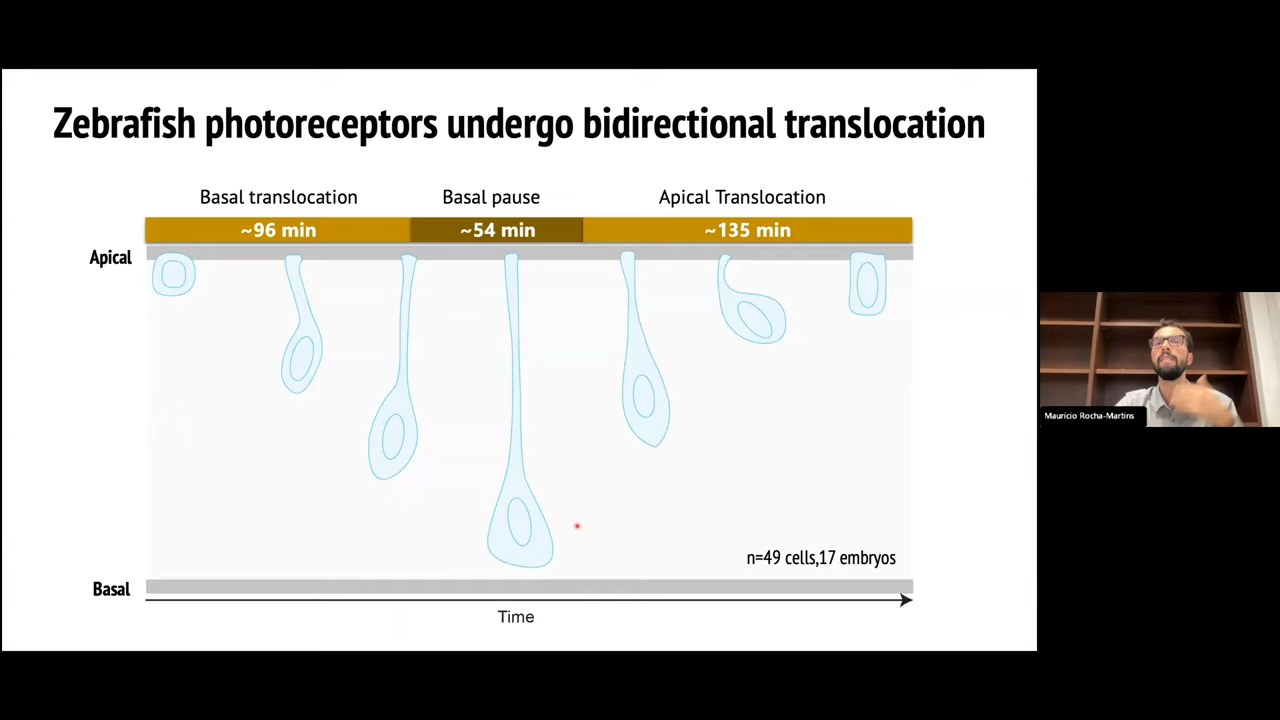 Zebrafish photoreceptors undergo bidirectional translocation
Basal translocation
Basal pause
Apical Translocation
~96 min
~54 min
~135 min
Apical
n=49 cells,17 embryos
Basal
Time
Mauricio Rocha-Martins